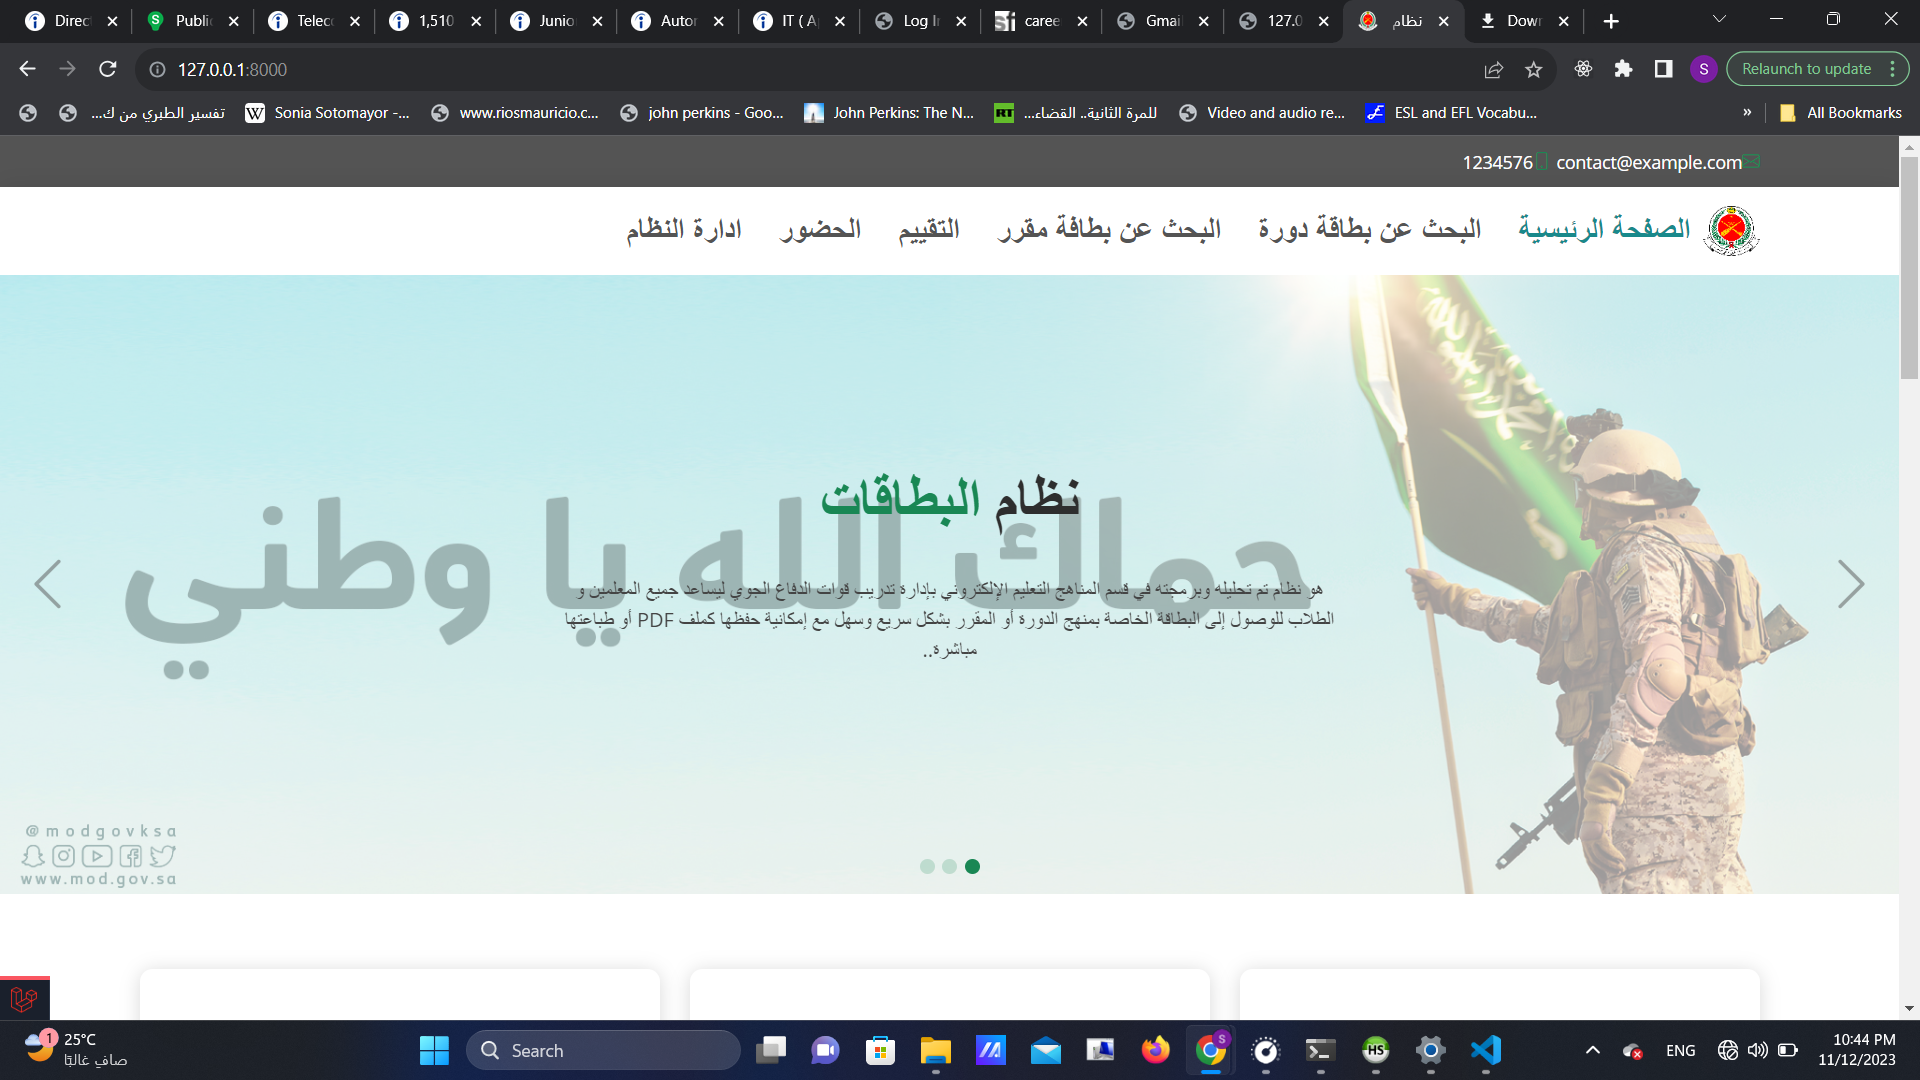 Direct
Public
Teleco
1,510
Junio
Autor
IT ( A
Log In
caree
Gmai
127.0
نظام
Dow
127.0.0.1:8000
Relaunch to update
تفسير الطبري من ك...
Sonia Sotomayor -...
www.riosmauricio.c...
john perkins - Goo...
John Perkins: The N...
للمرة الثانية.. القضاء...
Video and audio re...
ESL and EFL Vocabu...
»
All Bookmarks
1234576 contact@example.com
الصفحة الرئيسية
البحث عن بطاقة دورة
البحث عن بطاقة مقرر
التقييم
الحضور
ادارة النظام
نظام البطاقات
حماك الله يا وطني
هو نظام تم تحليله وبرمجته في قسم المناهج التعليم الإلكتروني بإدارة تدريب قوات الدفاع الجوي ليساعد جميع المعلمين و
الطلاب للوصول إلى البطاقة الخاصة بمنهج الدورة أو المقرر بشكل سريع وسهل مع إمكانية حفظها كملف PDF أو طباعتها
مباشرة..
@modgovksa
www.mod.gov.sa
1
25°C
صافٍ غالبًا
Search
HS
ENG
10:44 PM
11/12/2023